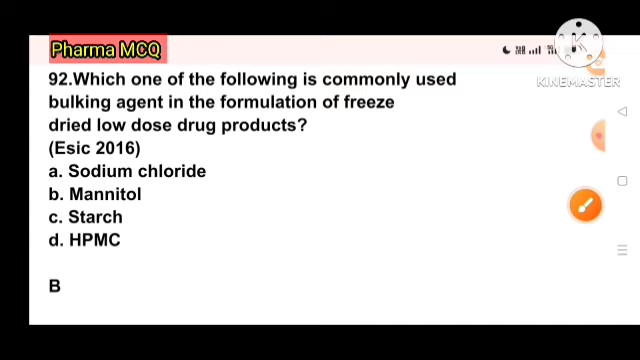 Pharma MCQ
KINEMASTER
92.Which one of the following is commonly used
bulking agent in the formulation of freeze
dried low dose drug products?
(Esic 2016)
a. Sodium chloride
b. Mannitol
c. Starch
d. HPMC
B